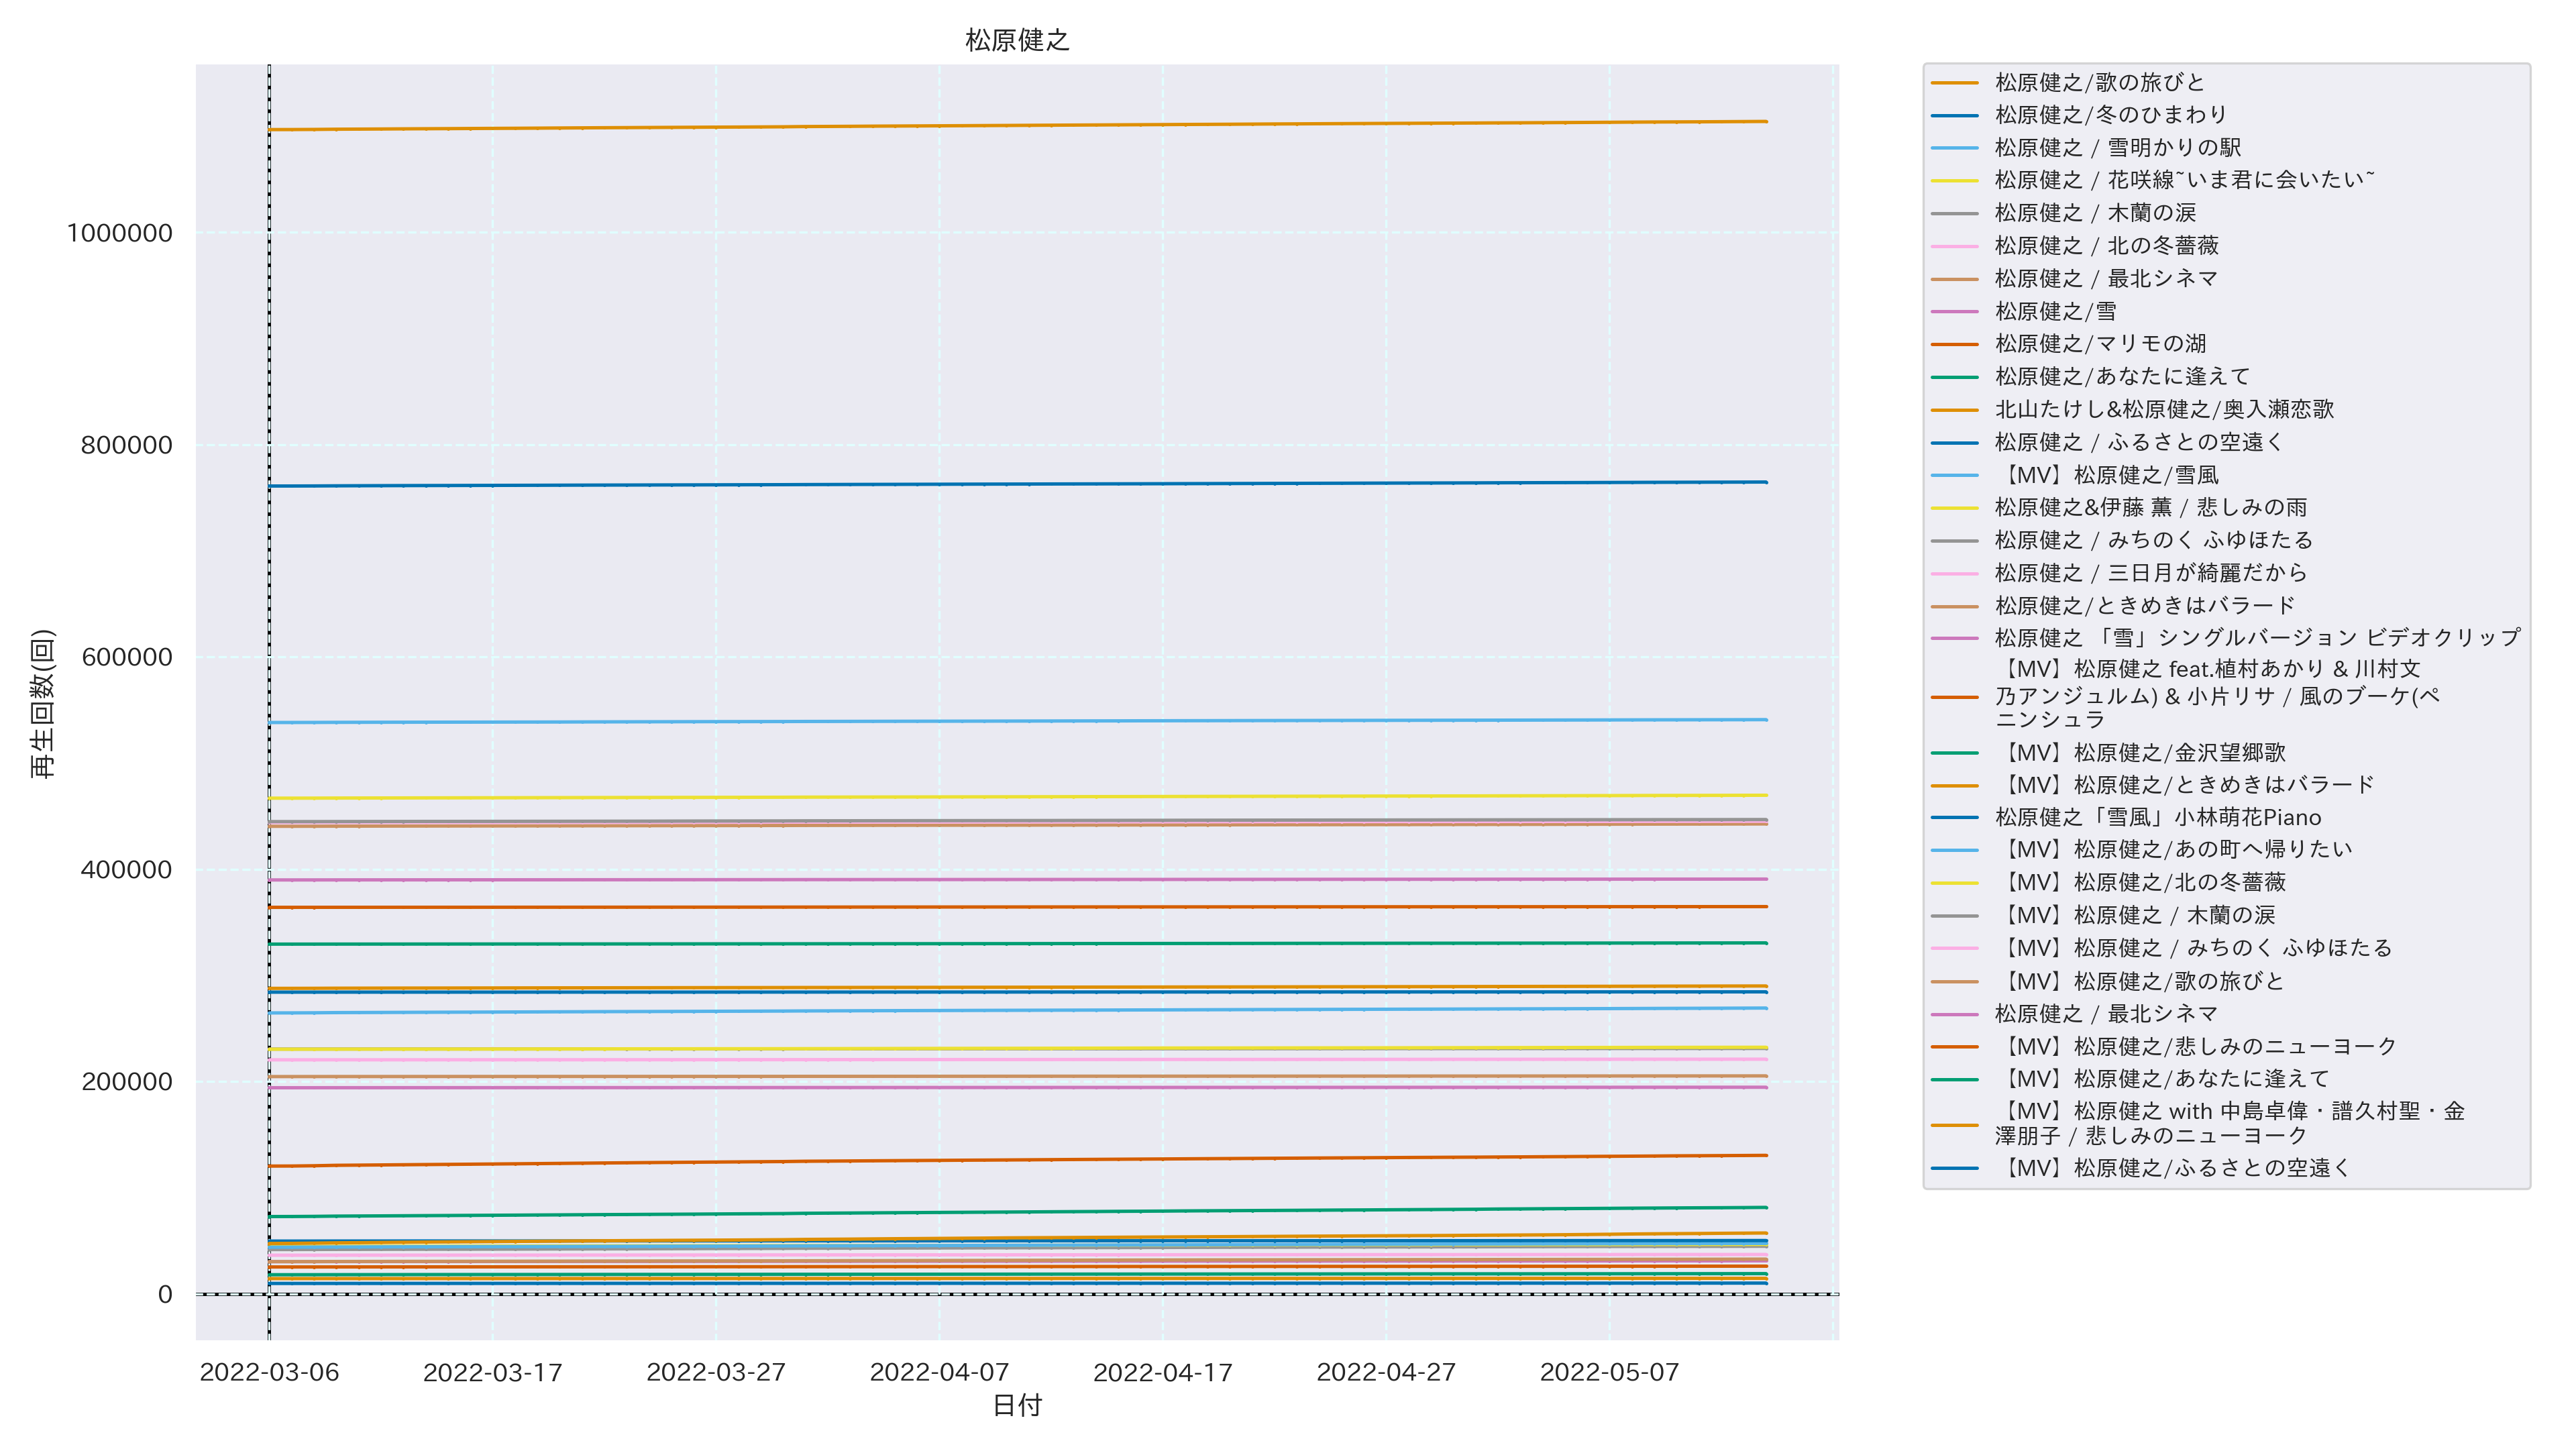 松原健之
再生回数(回)
1000000
800000
600000
400000
200000
0
2022-03-06
2022-03-17
2022-03-27
2022-04-07
2022-04-17
2022-04-27
2022-05-07
日付
松原健之/歌の旅びと
松原健之/冬のひまわり
松原健之 / 雪明かりの駅
松原健之 / 花咲線~いま君に会いたい~
松原健之 / 木蘭の涙
松原健之 / 北の冬薔薇
松原健之 / 最北シネマ
松原健之/雪
松原健之/マリモの湖
松原健之/あなたに逢えて
北山たけし&松原健之/奥入瀬恋歌
松原健之 / ふるさとの空遠く
【MV】松原健之/雪風
松原健之&伊藤 薫 / 悲しみの雨
松原健之 / みちのく ふゆほたる
松原健之 / 三日月が綺麗だから
松原健之/ときめきはバラード
松原健之 「雪」シングルバージョン ビデオクリップ
【MV】松原健之 feat.植村あかり & 川村文
乃アンジュルム) & 小片リサ / 風のブーケ(ペ
ニンシュラ
【MV】松原健之/金沢望郷歌
【MV】松原健之/ときめきはバラード
松原健之「雪風」小林萌花Piano
【MV】松原健之/あの町へ帰りたい
【MV】松原健之/北の冬薔薇
【MV】松原健之 / 木蘭の涙
【MV】松原健之 / みちのく ふゆほたる
【MV】松原健之/歌の旅びと
松原健之 / 最北シネマ
【MV】松原健之/悲しみのニューヨーク
【MV】松原健之/あなたに逢えて
【MV】松原健之 with 中島卓偉・譜久村聖・金
澤朋子 / 悲しみのニューヨーク
【MV】松原健之/ふるさとの空遠く